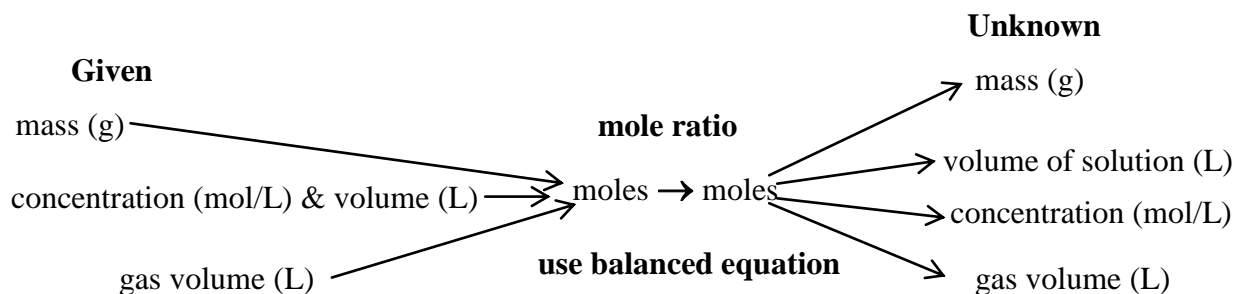 Unknown
Given
mass (g)
mass (g)
mole ratio
volume of solution (L)
concentration (mol/L) & volume (L)
moles
moles
concentration (mol/L)
use balanced equation
gas volume (L)
gas volume (L)